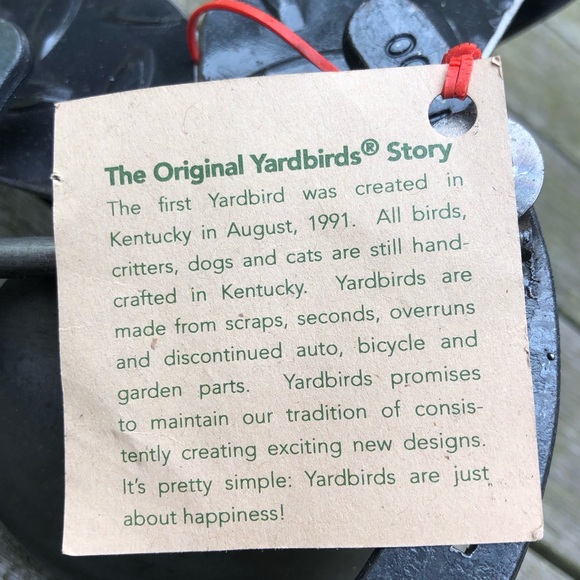 The Original Yardbirds® Story
The first Yardbird was created in
Kentucky in August, 1991. All birds,
critters, dogs and cats are still hand-
crafted in Kentucky. Yardbirds are
made from scraps, seconds, overruns
and discontinued auto, bicycle and
garden parts. Yardbirds promises
to maintain our tradition of consis-
tently creating exciting new designs.
It's pretty simple: Yardbirds are just
about happiness!